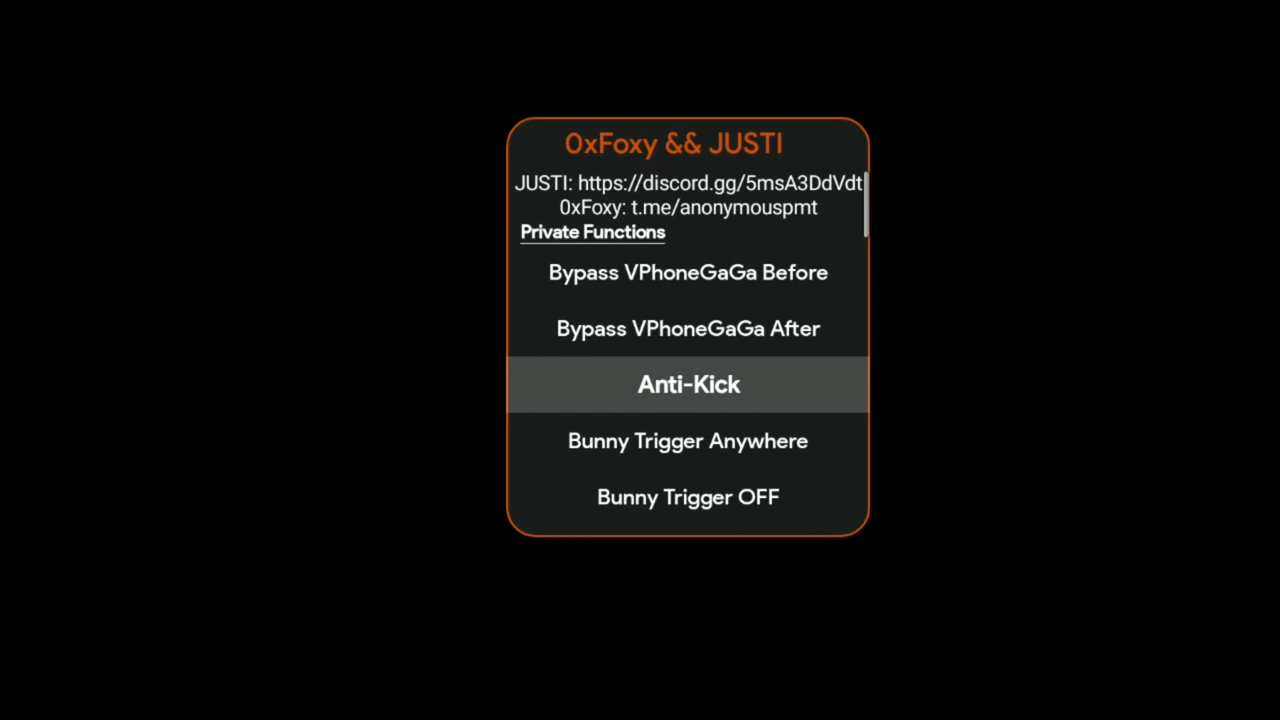 0xFoxy && JUSTI
JUSTI: https://discord.gg/5msA3DdVdt
0xFoxy: t.me/anonymouspmt
Private Functions
Bypass VPhoneGaGa Before
Bypass VPhoneGaGa After
Anti-Kick
Bunny Trigger Anywhere
Bunny Trigger OFF